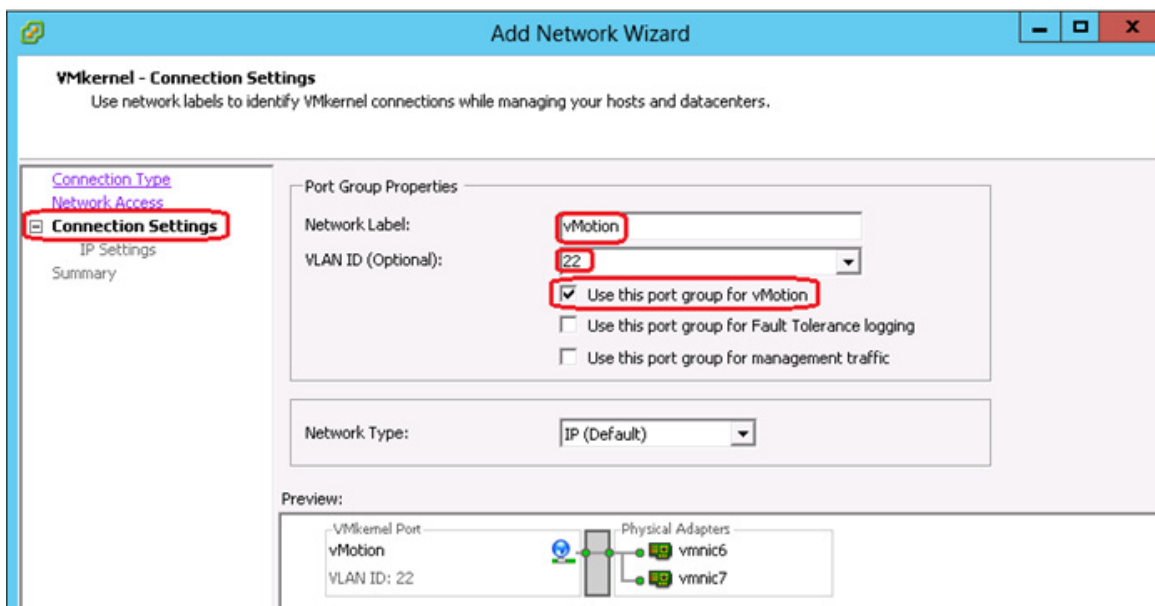 Add Network Wizard
VMkernel - Connection Settings
Use network labels to identify VMkernel connections while managing your hosts and datacenters.
Connection Type
Network Access
Connection Settings
IP Settings
Summary
Port Group Properties
Network Label:
vMotion
VLAN ID (Optional):
22
Use this port group for vMotion
Use this port group for Fault Tolerance logging
Use this port group for management traffic
Network Type:
IP (Default)
Preview:
VMkernel Port
vMotion
VLAN ID: 22
Physical Adapters
vmnic6
vmnic7